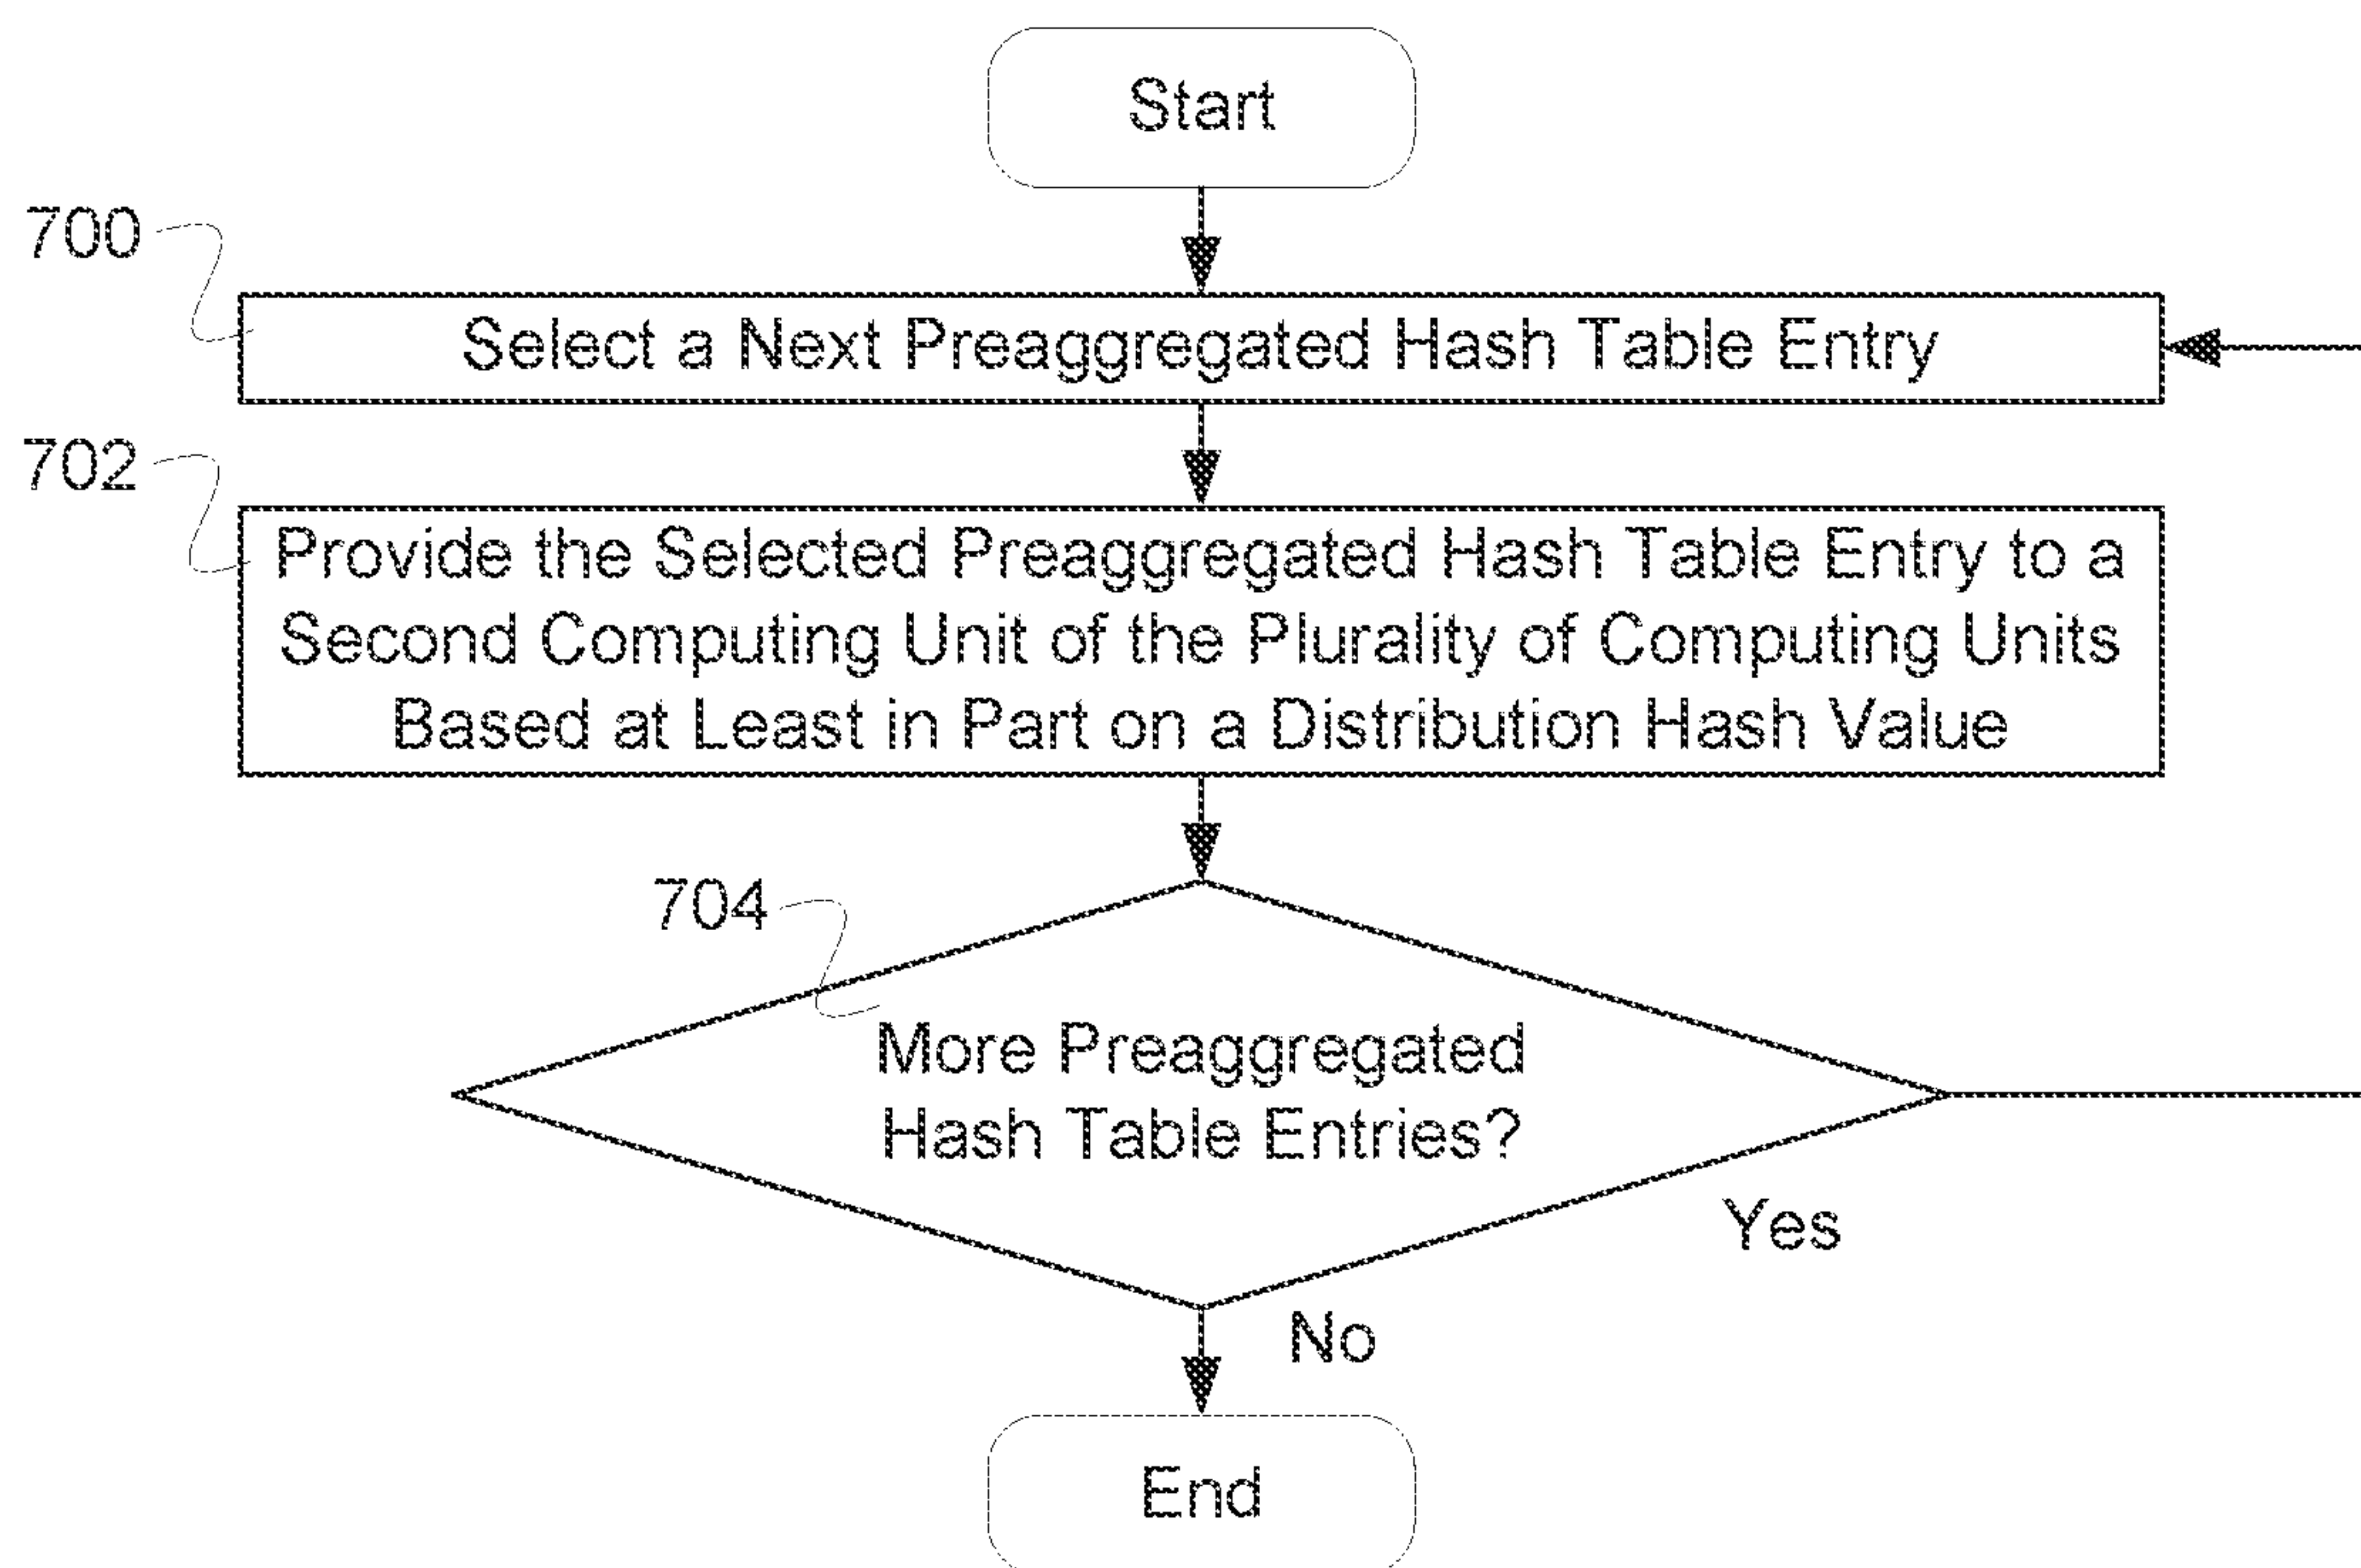 Start
700
Select a Next Preaggregated Hash Table Entry
702
Provide the Selected Preaggregated Hash Table Entry to a
Second Computing Unit of the Plurality of Computing Units
Based at Least in Part on a Distribution Hash Value
704
More Preaggregated
Hash Table Entries?
Yes
No
End